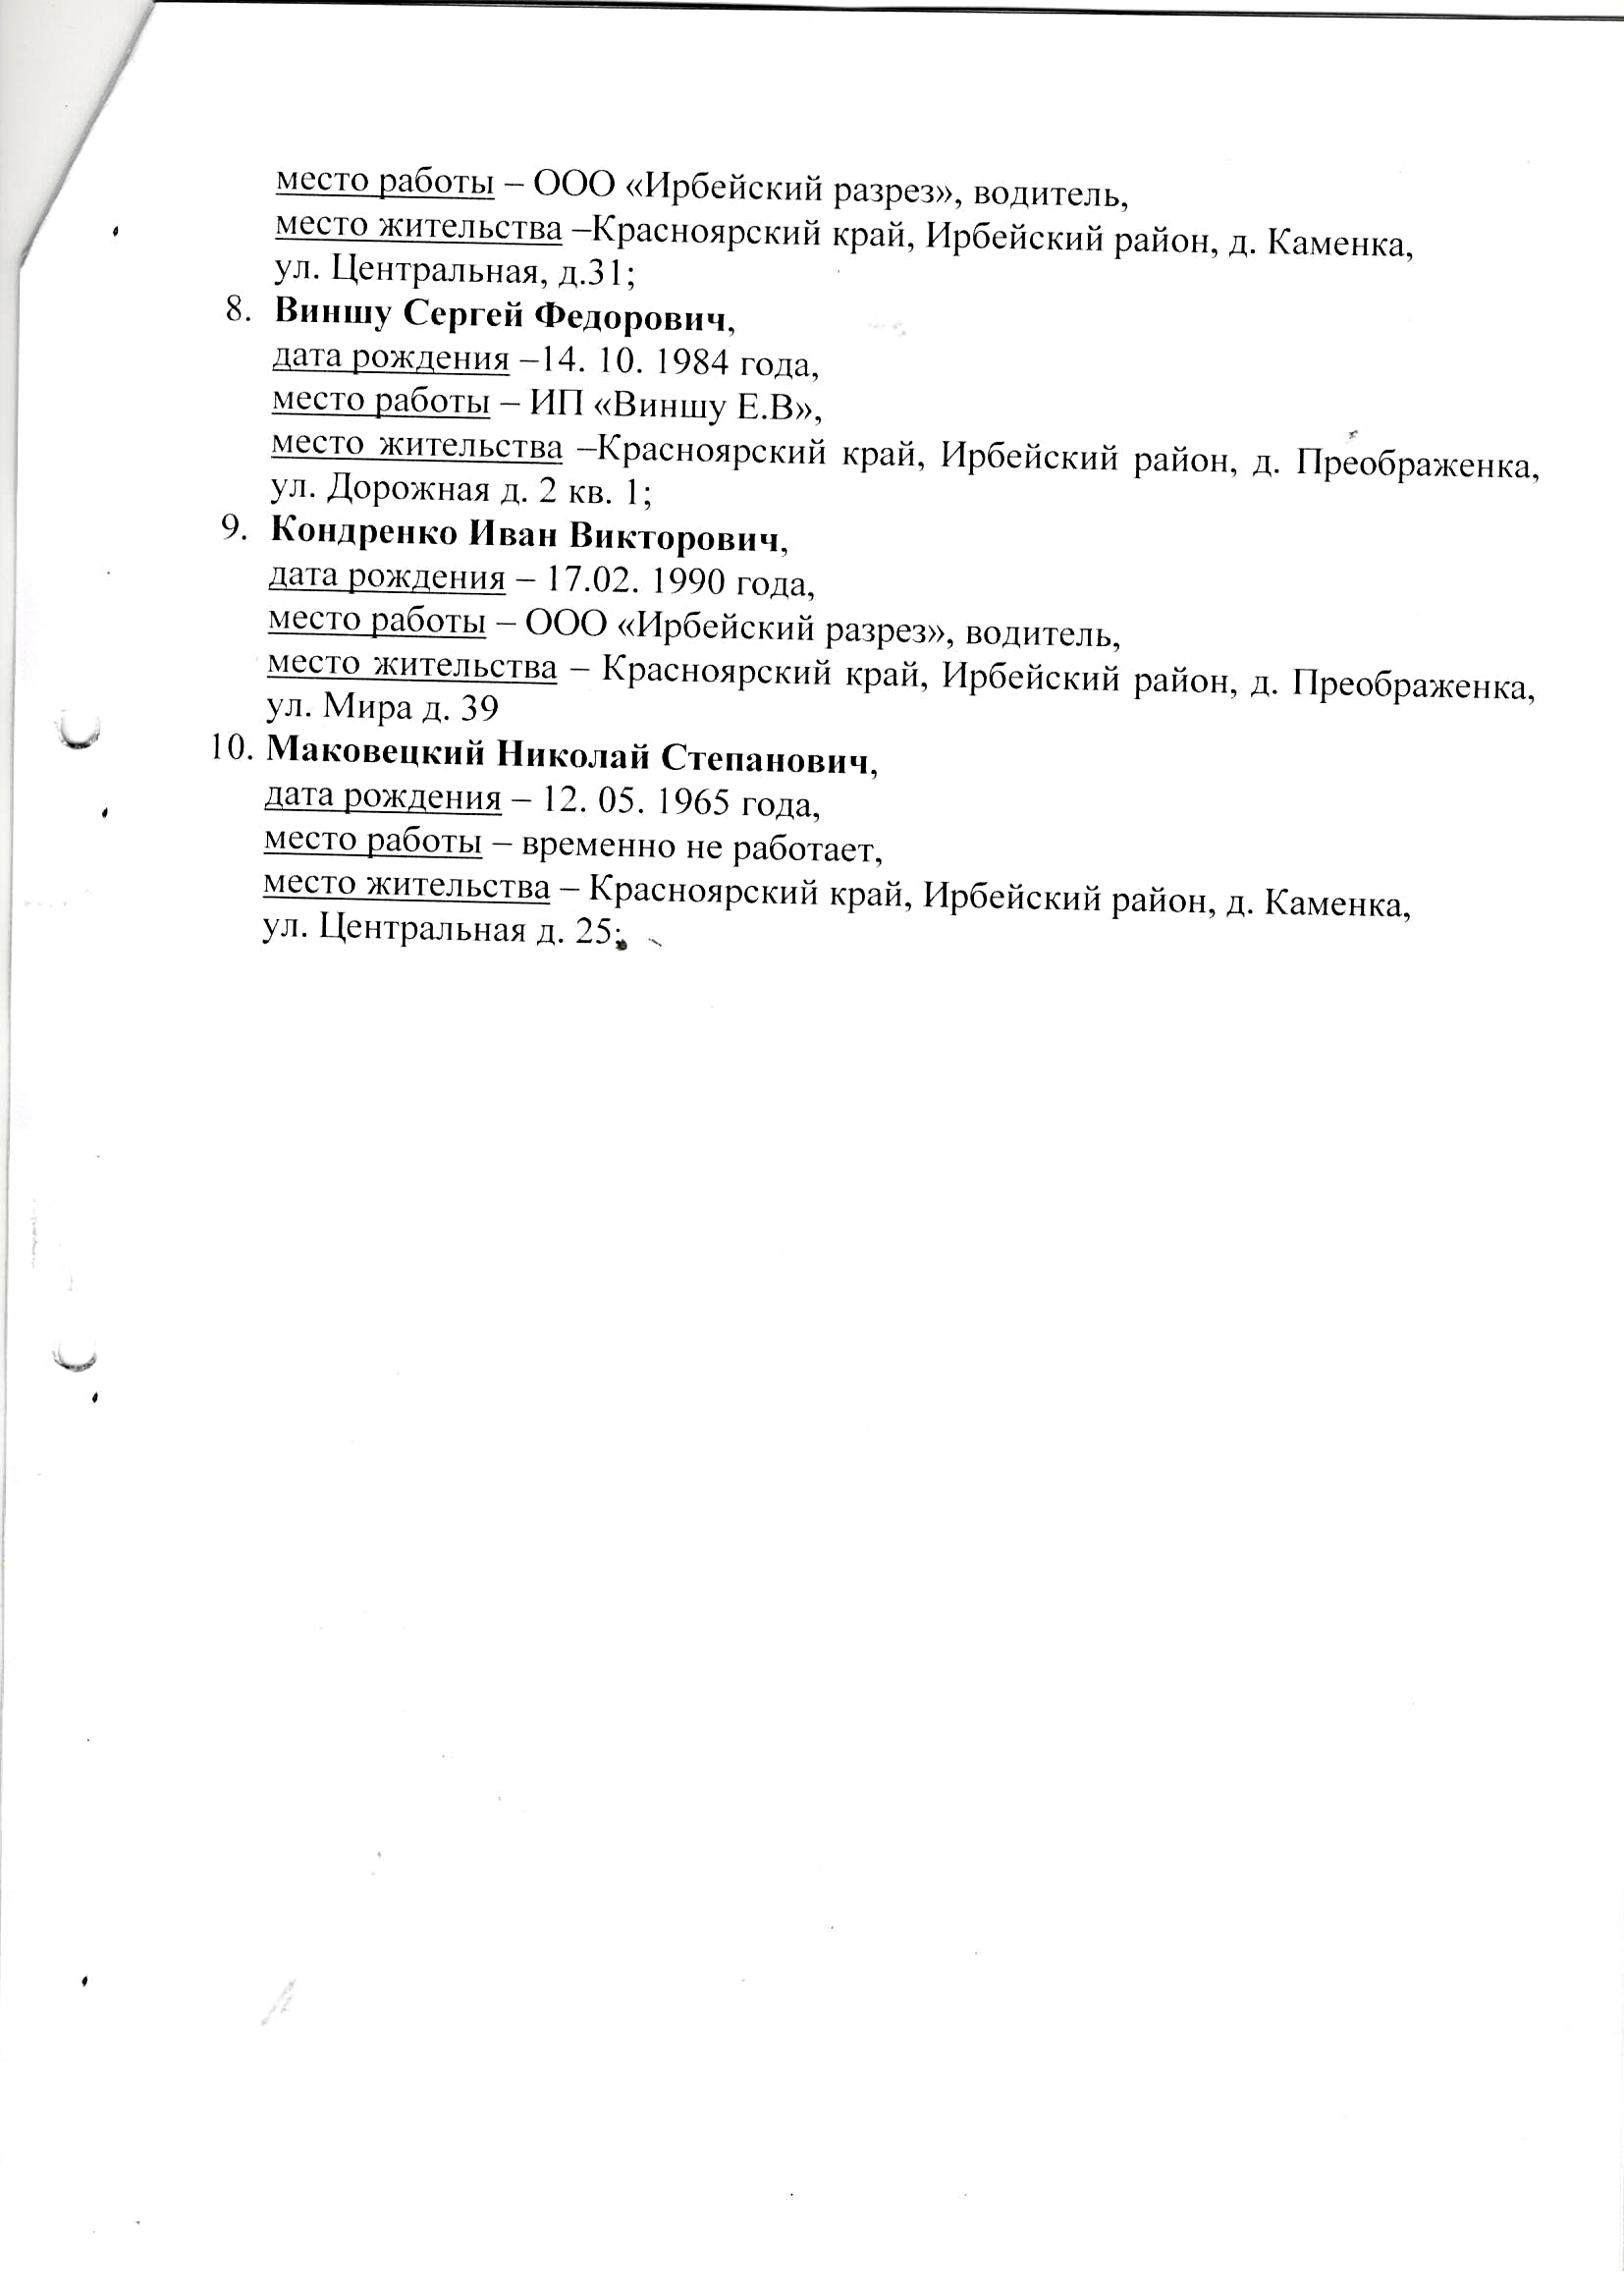 место работы – ООО «Ирбейский разрез», водитель,
место жительства –Красноярский край, Ирбейский район, д. Каменка,
ул. Центральная, д.31;
8. Виншу Сергей Федорович,
дата рождения –14. 10. 1984 года,
место работы – ИП «Виншу Е.В»,
место жительства –Красноярский край, Ирбейский район, д. Преображенка,
ул. Дорожная д. 2 кв. 1;
9. Кондренко Иван Викторович,
дата рождения – 17.02. 1990 года,
место работы – ООО «Ирбейский разрез», водитель,
место жительства – Красноярский край, Ирбейский район, д. Преображенка,
ул. Мира д. 39
10. Маковецкий Николай Степанович,
дата рождения – 12. 05. 1965 года,
место работы – временно не работает,
место жительства – Красноярский край, Ирбейский район, д. Каменка,
ул. Центральная д. 25;